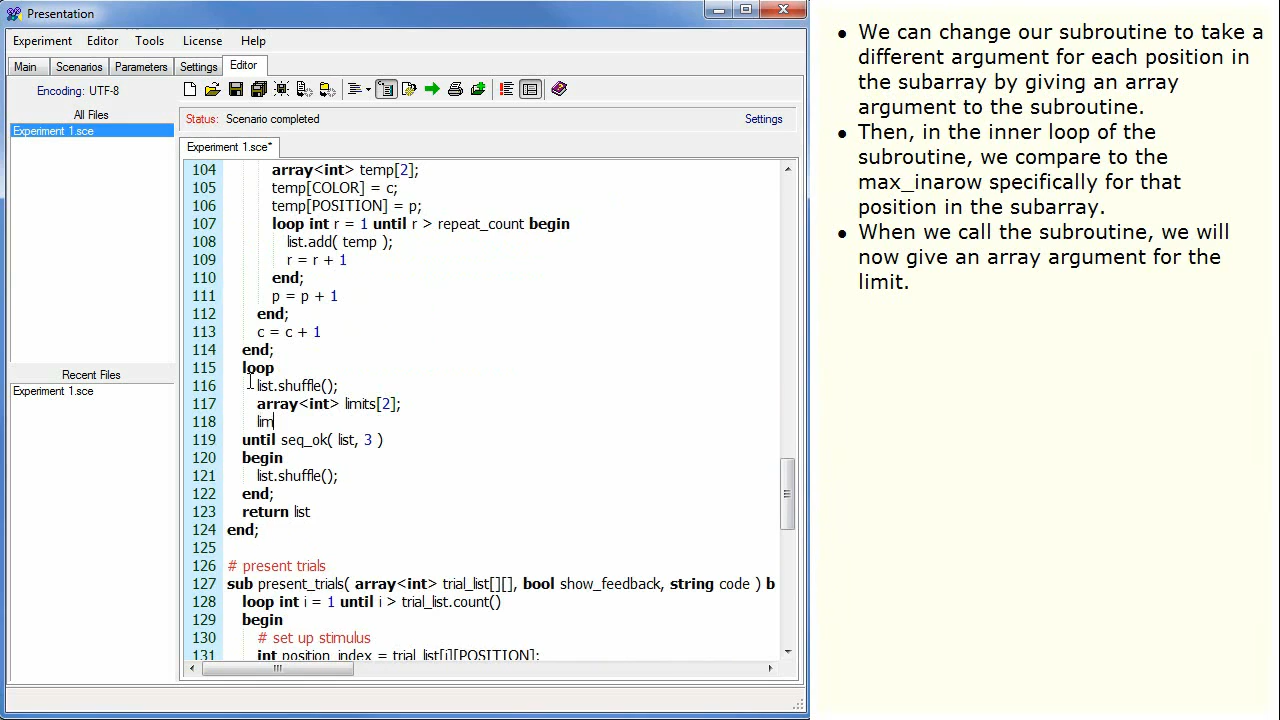 Presentation
Experiment Editor Tools License Help
Main Scenarios Parameters Settings Editor
Encoding: UTF-8
All Files
Experiment 1.sce
Recent Files
Experiment 1.sce
Status: Scenario completed Settings
Experiment 1.sce*
104 array<int> temp[2];
105 temp[COLOR] = c;
106 temp[POSITION] = p;
107 loop int r = 1 until r > repeat_count begin
108 list.add( temp );
109 r = r + 1
110 end;
111 p = p + 1
112 end;
113 c = c + 1
114 end;
115 loop
116 list.shuffle();
117 array<int> limits[2];
118 lim
119 until seq_ok( list, 3 )
120 begin
121 list.shuffle();
122 end;
123 return list
124 end;
125
126 # present trials
127 sub present_trials( array<int> trial_list[][], bool show_feedback, string code ) b
128 loop int i = 1 until i > trial_list.count()
129 begin
130 # set up stimulus
131 int position_index = trial_list[i][POSITION];
• We can change our subroutine to take a
different argument for each position in
the subarray by giving an array
argument to the subroutine.
• Then, in the inner loop of the
subroutine, we compare to the
max_inarow specifically for that
position in the subarray.
• When we call the subroutine, we will
now give an array argument for the
limit.